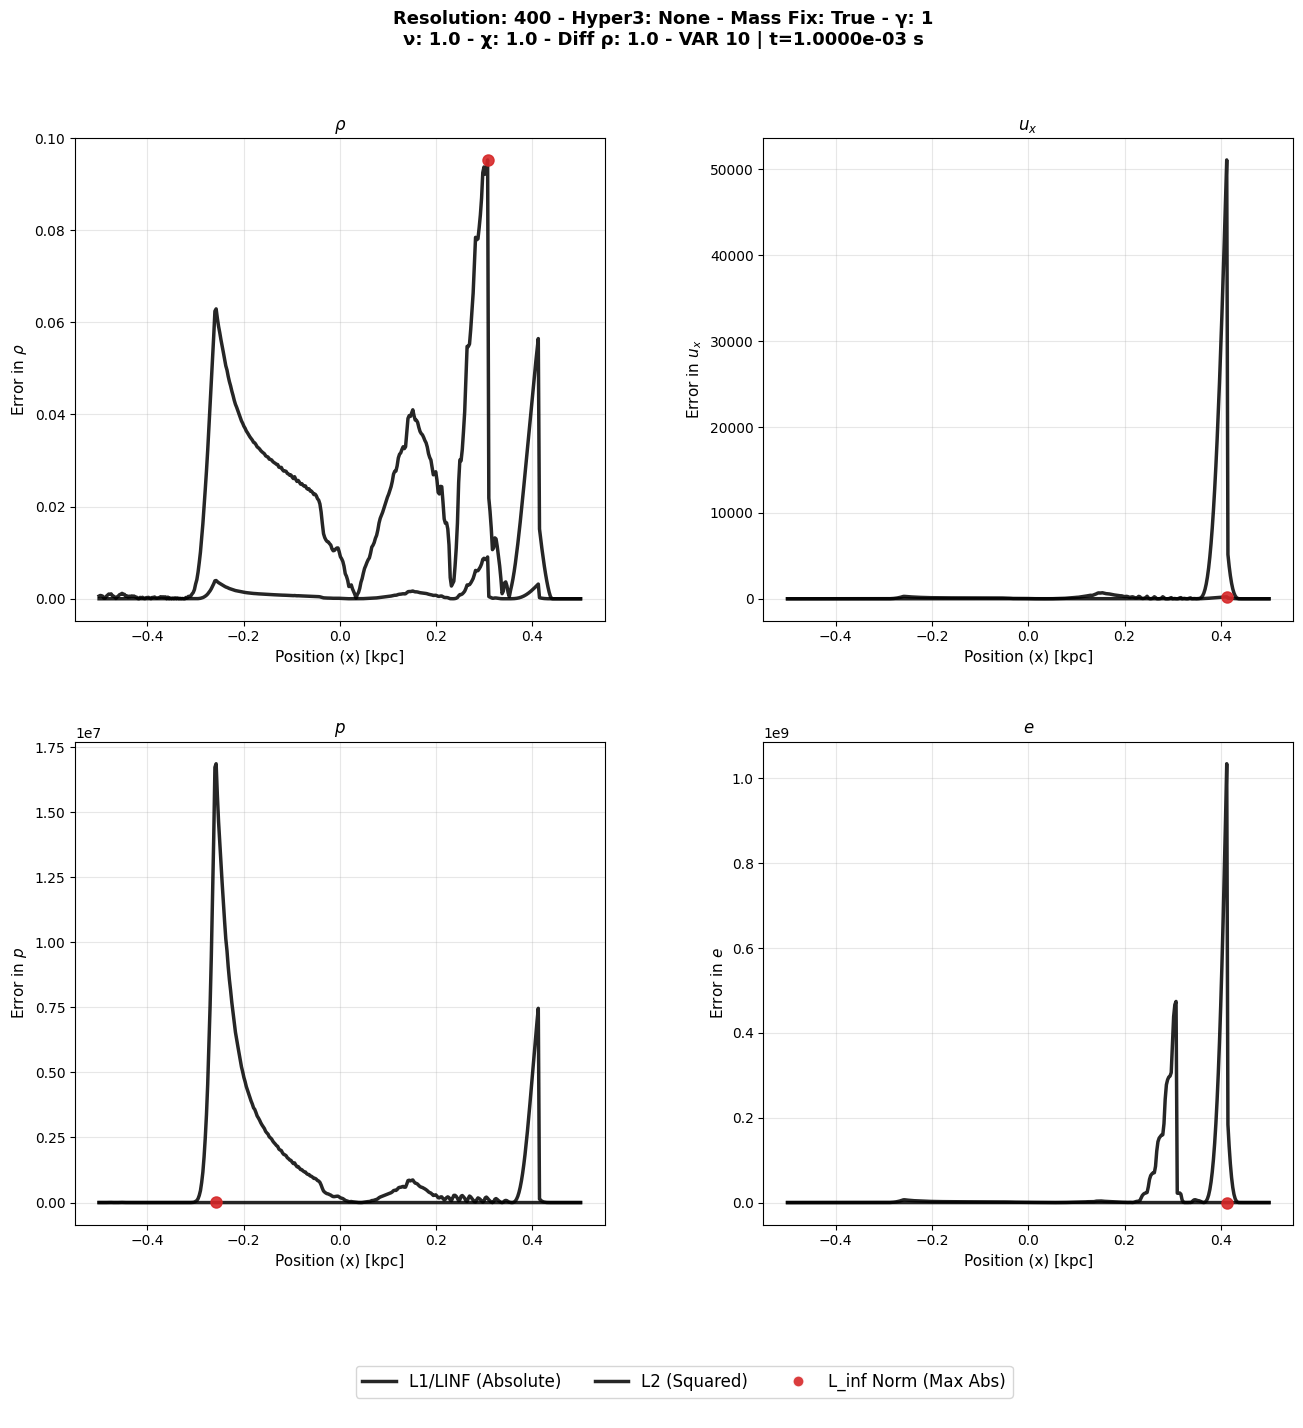 Resolution: 400 - Hyper3: None - Mass Fix: True - γ: 1
ν: 1.0 - χ: 1.0 - Diff ρ: 1.0 - VAR 10 | t=1.0000e-03 s
ρ
Error in ρ
0.10
0.08
0.06
0.04
0.02
0.00
−0.4
−0.2
0.0
0.2
0.4
Position (x) [kpc]
u_x
Error in u_x
50000
40000
30000
20000
10000
0
−0.4
−0.2
0.0
0.2
0.4
Position (x) [kpc]
p
1e7
Error in p
1.75
1.50
1.25
1.00
0.75
0.50
0.25
0.00
−0.4
−0.2
0.0
0.2
0.4
Position (x) [kpc]
e
1e9
Error in e
1.0
0.8
0.6
0.4
0.2
0.0
−0.4
−0.2
0.0
0.2
0.4
Position (x) [kpc]
L1/LINF (Absolute)
L2 (Squared)
L_inf Norm (Max Abs)